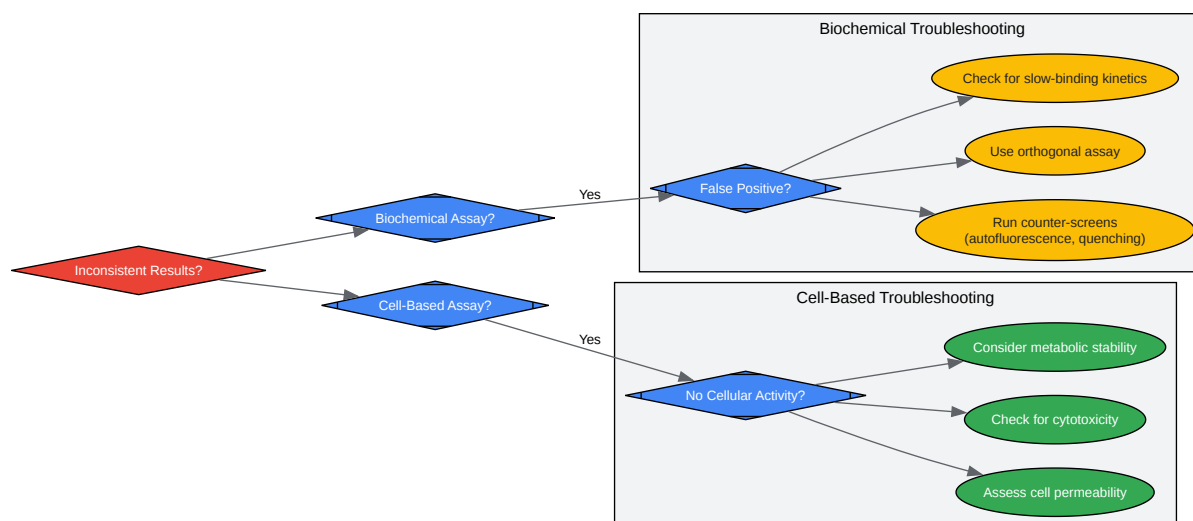 Biochemical Troubleshooting
Check for slow-binding kinetics
Use orthogonal assay
False Positive?
Yes
Biochemical Assay?
Run counter-screens
(autofluorescence, quenching)
Inconsistent Results?
Cell-Based Troubleshooting
Cell-Based Assay?
Yes
Consider metabolic stability
No Cellular Activity?
Check for cytotoxicity
Assess cell permeability